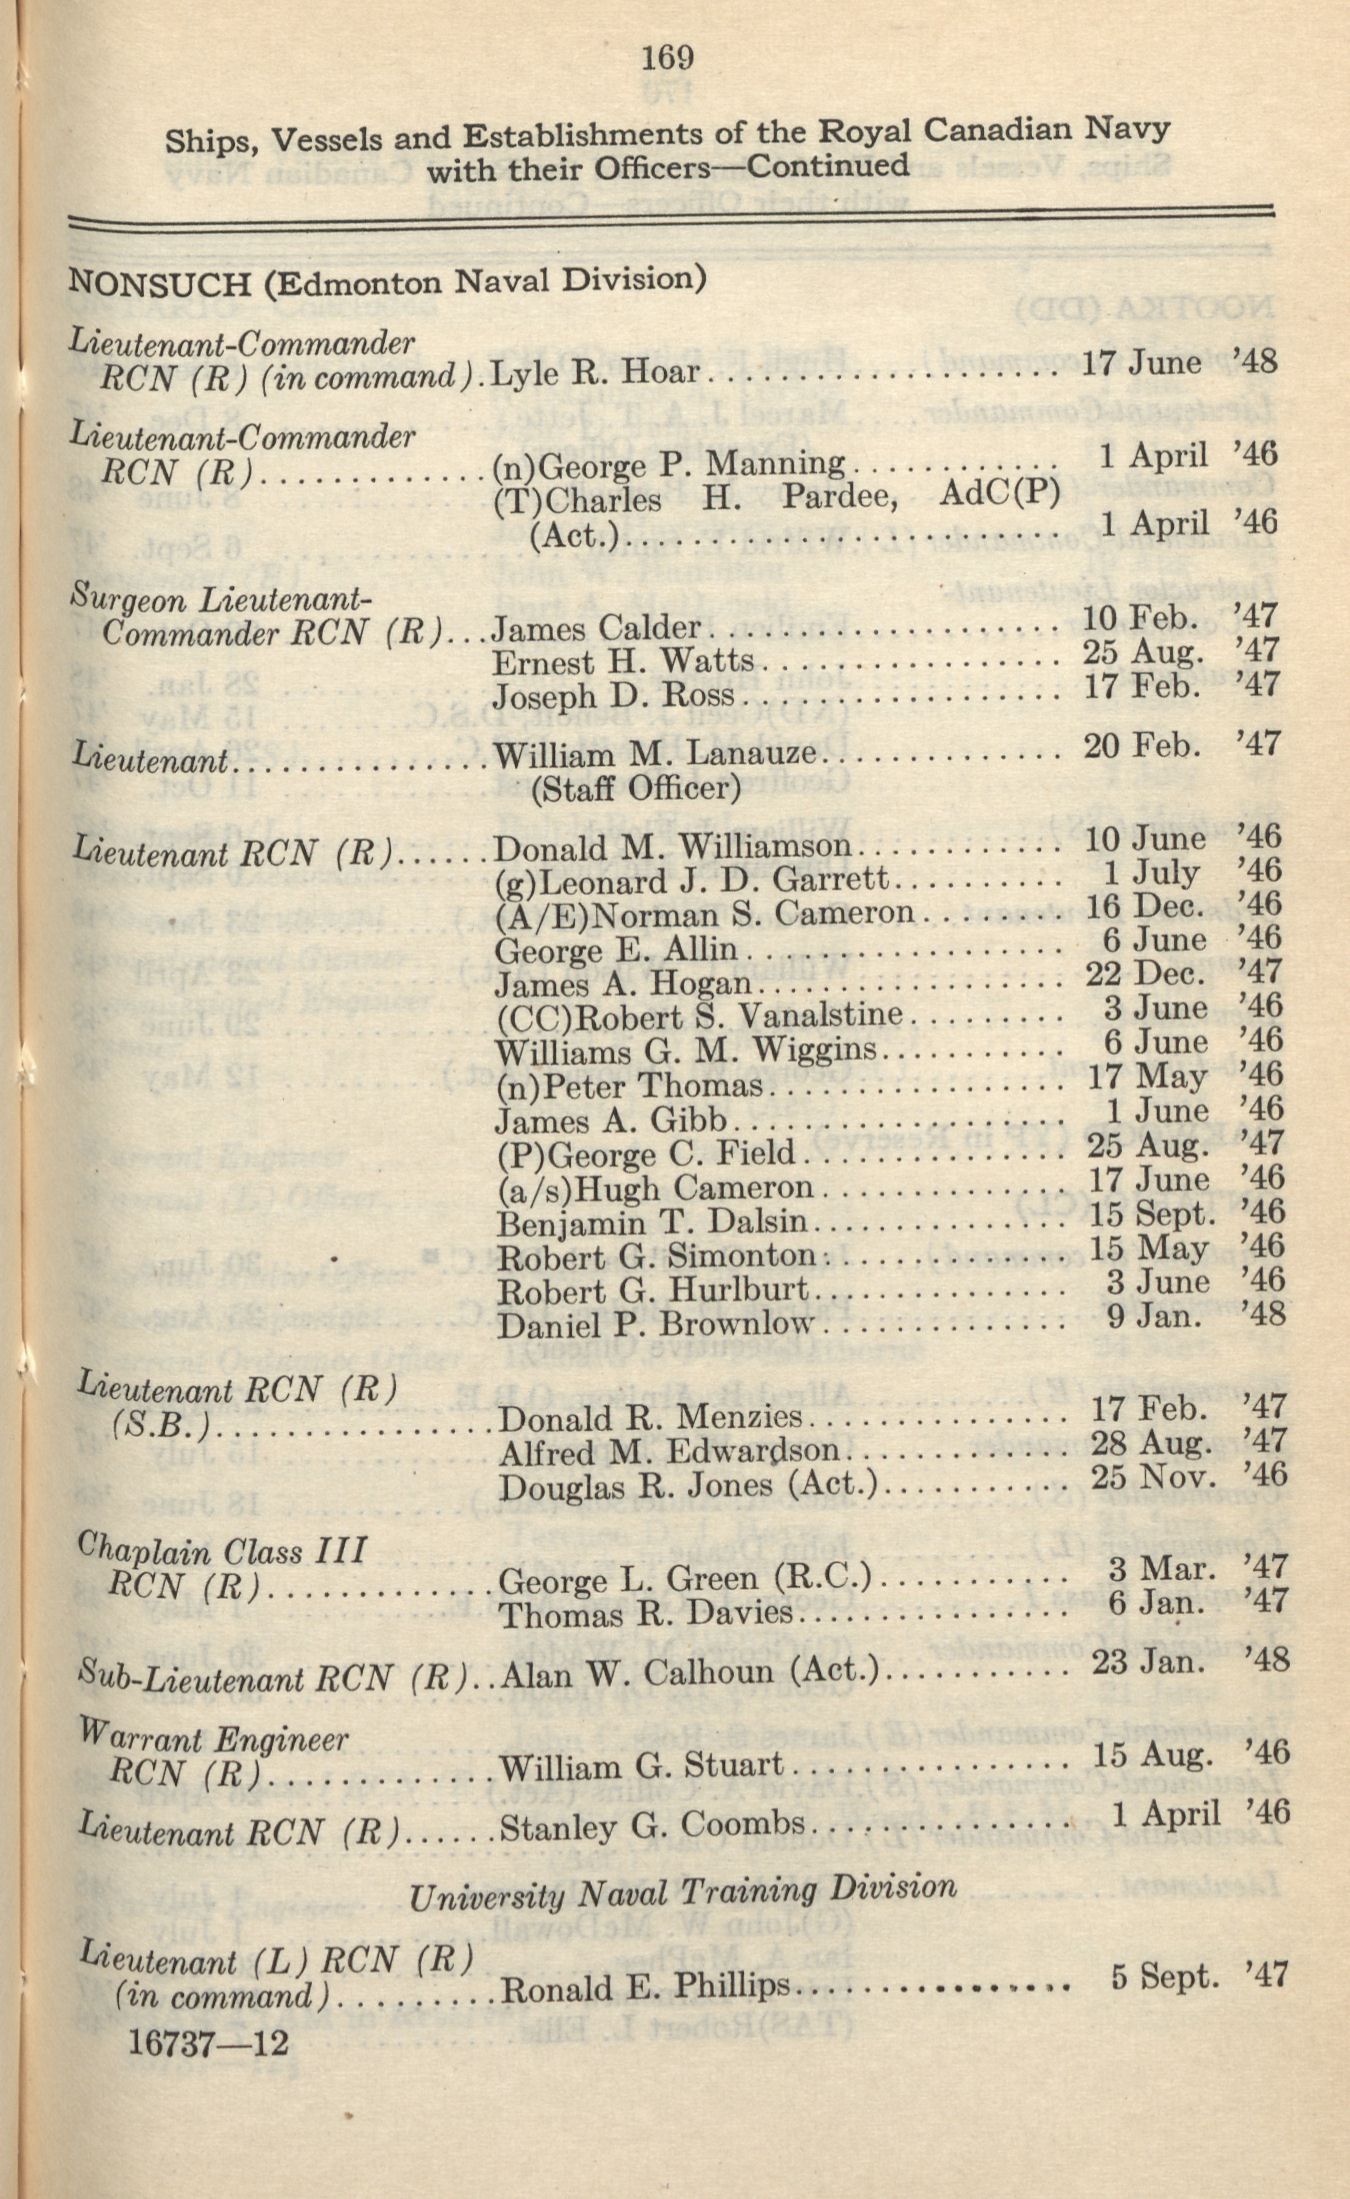 169
Ships, Vessels and Establishments of the Royal Canadian Navy
with their Officers—Continued
NONSUCH (Edmonton Naval Division)
Lieutenant-Commander
RCN (R) (in command).Lyle R. Hoar.................... 17 June ’48
Lieutenant-Commander
RCN (R).............(n)George P. Manning............ 1 April ’46
(T)Charles H. Pardee, AdC(P)
(Act.)......................... 1 April ’46
Surgeon Lieutenant-
Commander RCN (R)...James Calder.................... 10 Feb. ’47
Ernest H. Watts................. 25 Aug. ’47
Joseph D. Ross.................. 17 Feb. ’47
Lieutenant...............William M. Lanauze.............. 20 Feb. ’47
(Staff Officer)
Lieutenant RCN (R)......Donald M. Williamson............ 10 June ’46
(g)Leonard J. D. Garrett.......... 1 July ’46
(A/E)Norman S. Cameron........ 16 Dec. ’46
George E. Allin.................. 6 June ’46
James A. Hogan.................. 22 Dec. ’47
(CC)Robert S. Vanalstine......... 3 June ’46
Williams G. M. Wiggins........... 6 June ’46
(n)Peter Thomas................. 17 May ’46
James A. Gibb................... 1 June ’46
(P)George C. Field............... 25 Aug. ’47
(a/s)Hugh Cameron.............. 17 June ’46
Benjamin T. Dalsin............... 15 Sept. ’46
Robert G. Simonton.............. 15 May ’46
Robert G. Hurlburt............... 3 June ’46
Daniel P. Brownlow.............. 9 Jan. ’48
Lieutenant RCN (R)
(S.B.)................Donald R. Menzies............... 17 Feb. ’47
Alfred M. Edwardson............. 28 Aug. ’47
Douglas R. Jones (Act.)........... 25 Nov. ’46
Chaplain Class III
RCN (R).............George L. Green (R.C.)........... 3 Mar. ’47
Thomas R. Davies................ 6 Jan. ’47
Sub-Lieutenant RCN (R)..Alan W. Calhoun (Act.)........... 23 Jan. ’48
Warrant Engineer
RCN (R).............William G. Stuart................ 15 Aug. ’46
Lieutenant RCN (R)......Stanley G. Coombs............... 1 April ’46
University Naval Training Division
Lieutenant (L) RCN (R)
(in command)..........Ronald E. Phillips................ 5 Sept. ’47
16737—12